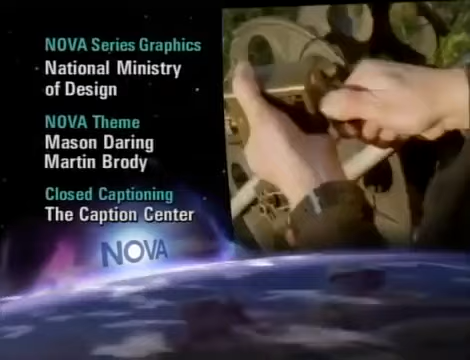 NOVA Series Graphics
National Ministry
of Design
NOVA Theme
Mason Daring
Martin Brody
Closed Captioning
The Caption Center
NOVA